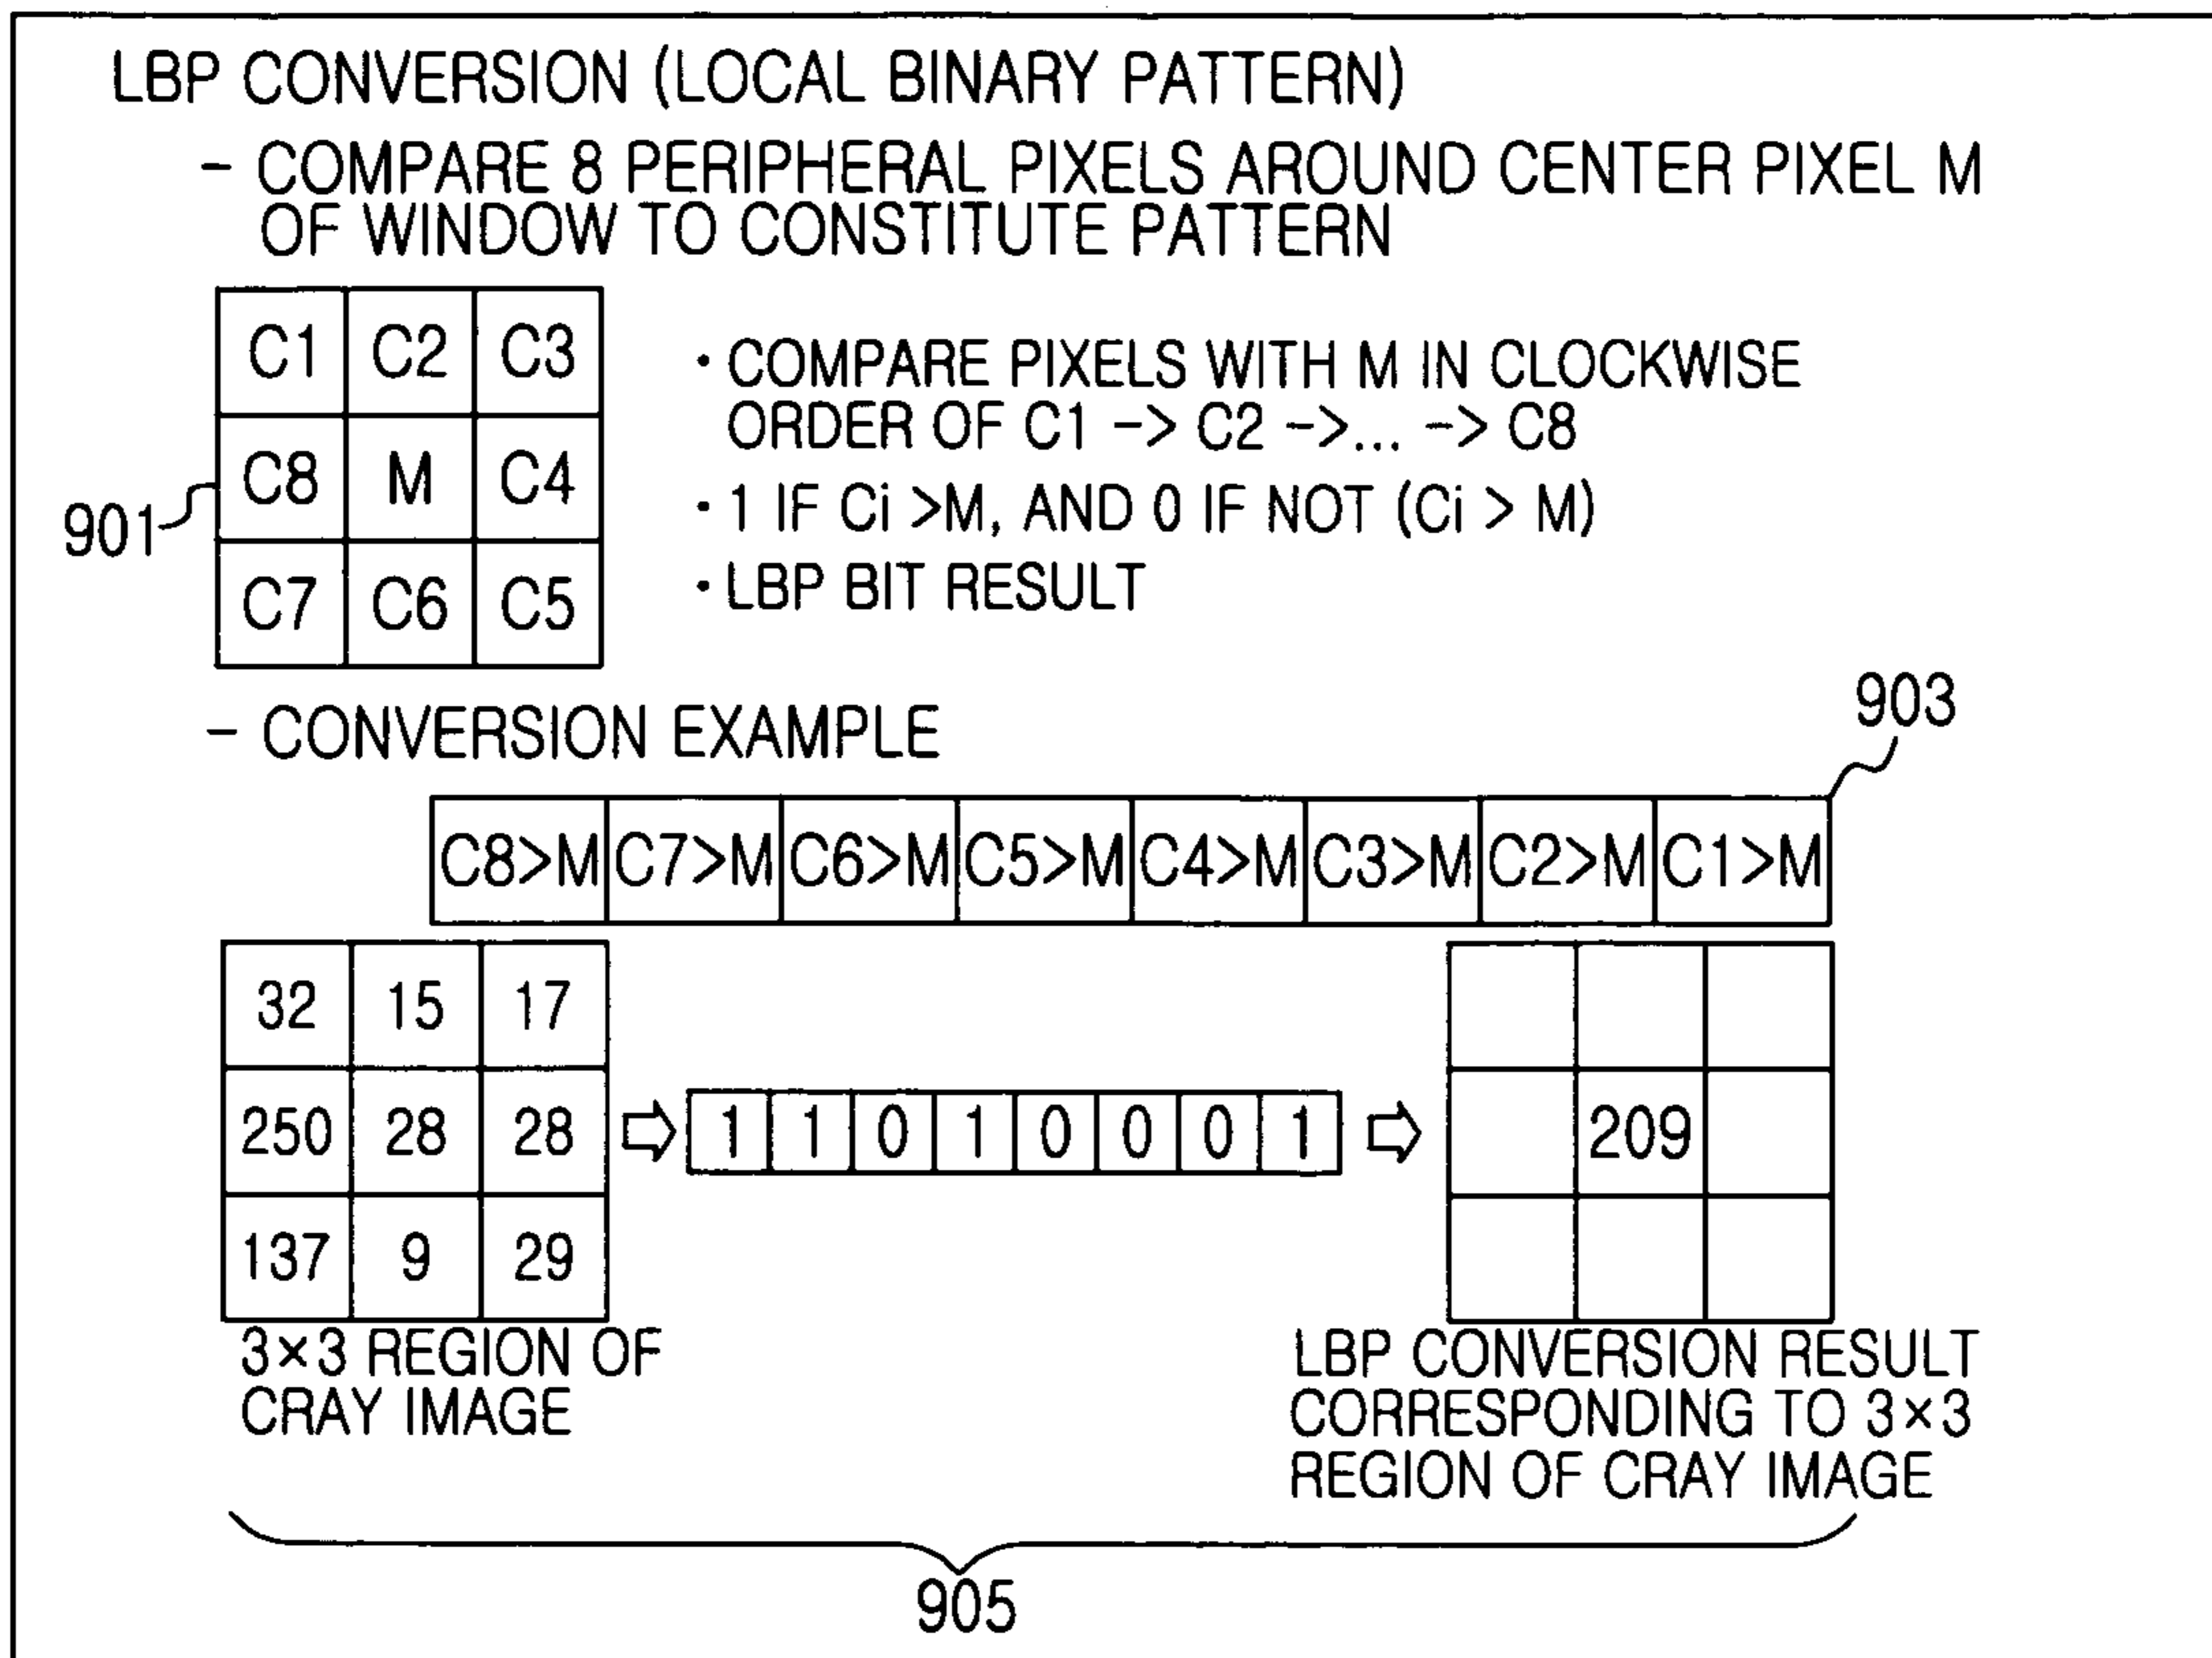 LBP CONVERSION (LOCAL BINARY PATTERN)
- COMPARE 8 PERIPHERAL PIXELS AROUND CENTER PIXEL M
OF WINDOW TO CONSTITUTE PATTERN
C1 C2 C3
C8 M C4
C7 C6 C5
901
· COMPARE PIXELS WITH M IN CLOCKWISE
ORDER OF C1 -> C2 ->... -> C8
· 1 IF Ci >M, AND 0 IF NOT (Ci > M)
· LBP BIT RESULT
- CONVERSION EXAMPLE
903
C8>M C7>M C6>M C5>M C4>M C3>M C2>M C1>M
32 15 17
250 28 28
137 9 29
1 1 0 1 0 0 0 1
209
3×3 REGION OF
CRAY IMAGE
LBP CONVERSION RESULT
CORRESPONDING TO 3×3
REGION OF CRAY IMAGE
905